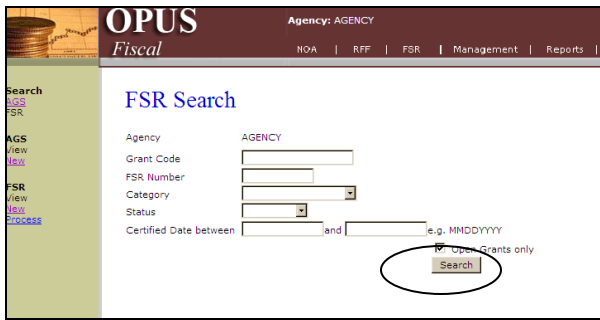 OPUS
Fiscal
Agency: AGENCY
NOA | RFF | FSR | Management | Reports |
Search
AGS
FSR
AGS
View
New
FSR
View
New
Process
FSR Search
Agency AGENCY
Grant Code
FSR Number
Category
Status
Certified Date between and e.g. MMDDYYYY
Open Grants only
Search